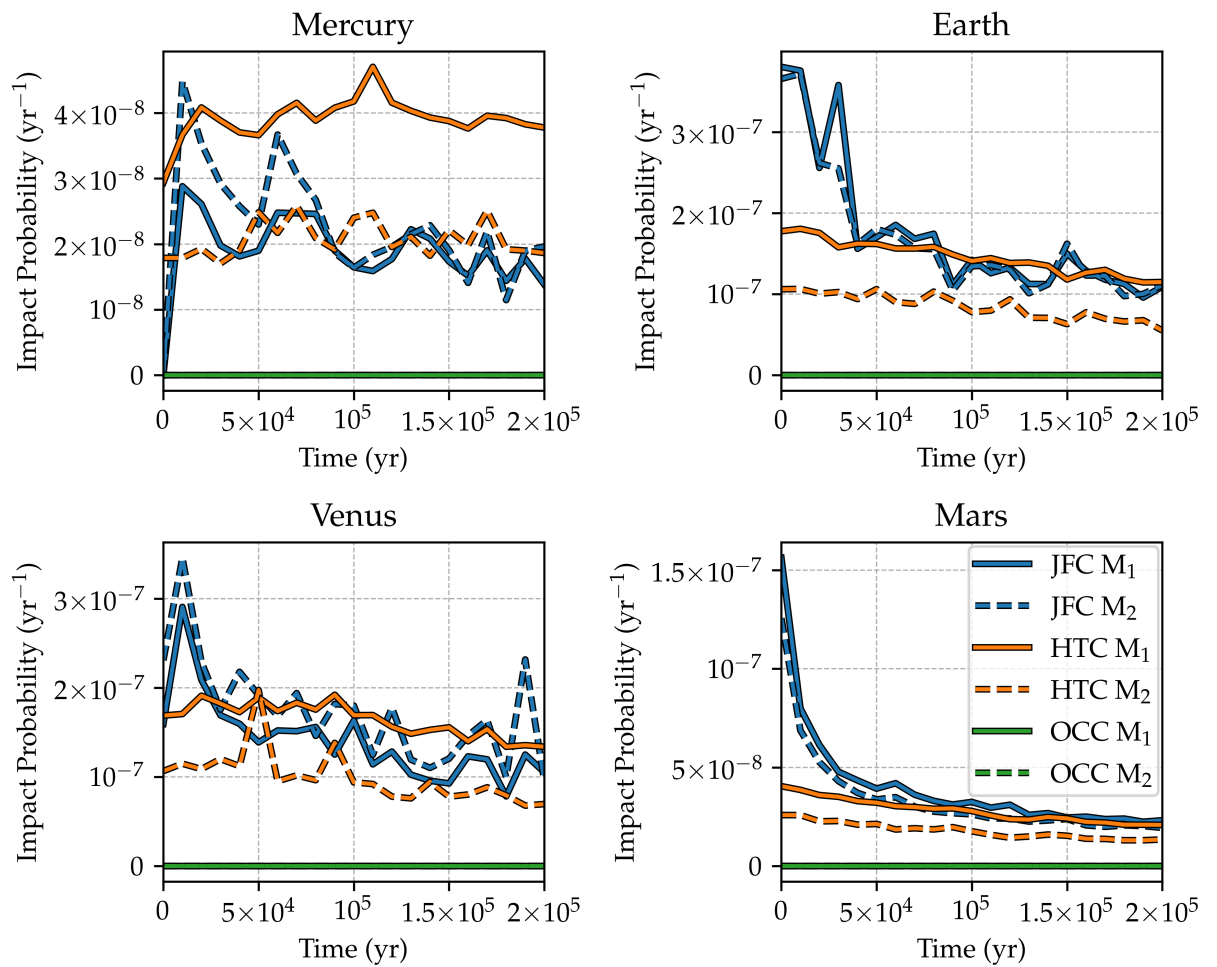 Mercury
Impact Probability (yr⁻¹)
4×10⁻⁸
3×10⁻⁸
2×10⁻⁸
10⁻⁸
0
0 5×10⁴ 10⁵ 1.5×10⁵ 2×10⁵
Time (yr)
Earth
Impact Probability (yr⁻¹)
3×10⁻⁷
2×10⁻⁷
10⁻⁷
0
0 5×10⁴ 10⁵ 1.5×10⁵ 2×10⁵
Time (yr)
Venus
Impact Probability (yr⁻¹)
3×10⁻⁷
2×10⁻⁷
10⁻⁷
0
0 5×10⁴ 10⁵ 1.5×10⁵ 2×10⁵
Time (yr)
Mars
Impact Probability (yr⁻¹)
1.5×10⁻⁷
10⁻⁷
5×10⁻⁸
0
0 5×10⁴ 10⁵ 1.5×10⁵ 2×10⁵
Time (yr)
JFC M₁
JFC M₂
HTC M₁
HTC M₂
OCC M₁
OCC M₂